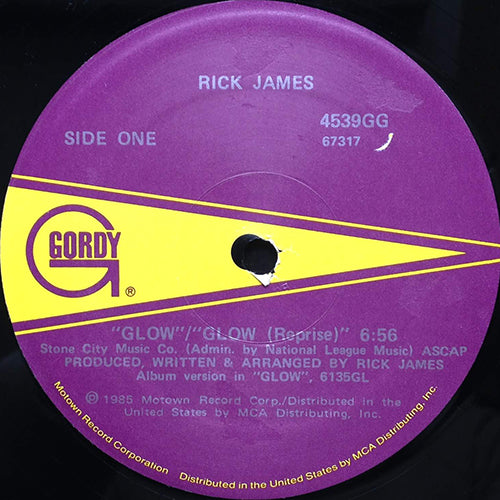 RICK JAMES
SIDE ONE
4539GG
67317
GORDY
®
"GLOW"/"GLOW (Reprise)" 6:56
Stone City Music Co. (Admin. by National League Music) ASCAP
PRODUCED, WRITTEN & ARRANGED BY RICK JAMES
Album version in "GLOW", 6135GL
℗ © 1985 Motown Record Corp./Distributed in the
United States by MCA Distributing, Inc.
Motown Record Corporation Distributed in the United States by MCA Distributing, Inc.